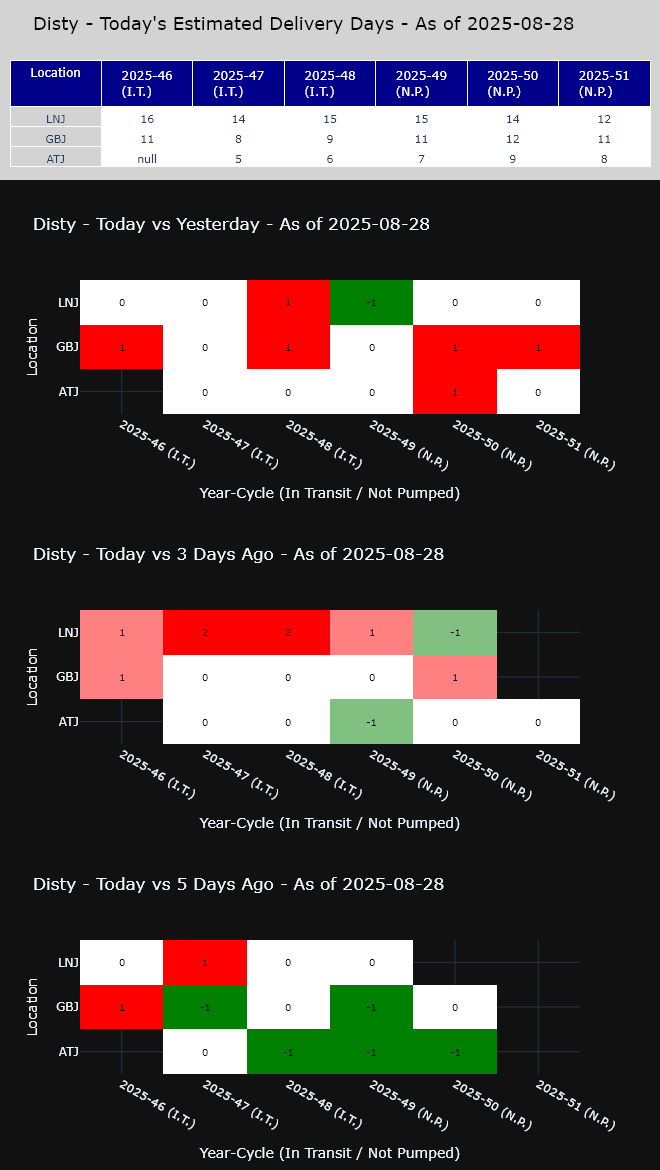 Disty - Today's Estimated Delivery Days - As of 2025-08-28
Location 2025-46 (I.T.) 2025-47 (I.T.) 2025-48 (I.T.) 2025-49 (N.P.) 2025-50 (N.P.) 2025-51 (N.P.)
LNJ 16 14 15 15 14 12
GBJ 11 8 9 11 12 11
ATJ null 5 6 7 9 8
Disty - Today vs Yesterday - As of 2025-08-28
Location
LNJ 0 0 1 -1 0 0
GBJ 1 0 1 0 1 1
ATJ 0 0 0 1 0
2025-46 (I.T.) 2025-47 (I.T.) 2025-48 (I.T.) 2025-49 (N.P.) 2025-50 (N.P.) 2025-51 (N.P.)
Year-Cycle (In Transit / Not Pumped)
Disty - Today vs 3 Days Ago - As of 2025-08-28
Location
LNJ 1 2 2 1 -1
GBJ 1 0 0 0 1
ATJ 0 0 -1 0 0
2025-46 (I.T.) 2025-47 (I.T.) 2025-48 (I.T.) 2025-49 (N.P.) 2025-50 (N.P.) 2025-51 (N.P.)
Year-Cycle (In Transit / Not Pumped)
Disty - Today vs 5 Days Ago - As of 2025-08-28
Location
LNJ 0 1 0 0
GBJ 1 -1 0 -1 0
ATJ 0 -1 -1 -1
2025-46 (I.T.) 2025-47 (I.T.) 2025-48 (I.T.) 2025-49 (N.P.) 2025-50 (N.P.) 2025-51 (N.P.)
Year-Cycle (In Transit / Not Pumped)